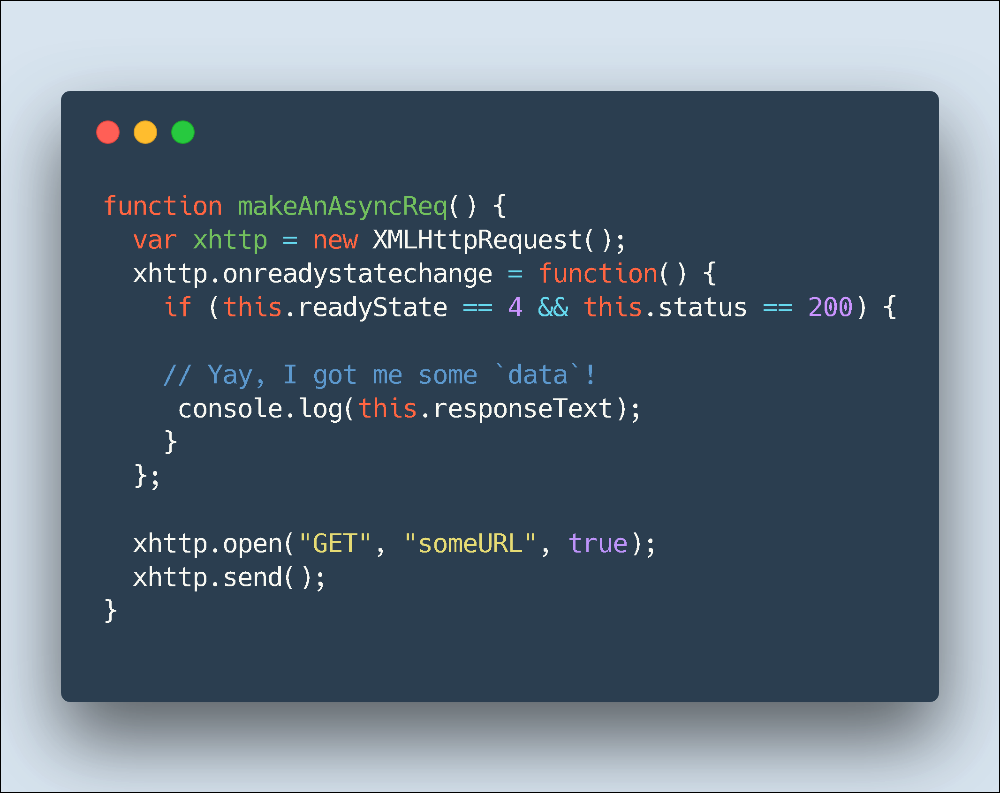 function makeAnAsyncReq() {
  var xhttp = new XMLHttpRequest();
  xhttp.onreadystatechange = function() {
    if (this.readyState == 4 && this.status == 200) {

    // Yay, I got me some `data`!
     console.log(this.responseText);
    }
  };

  xhttp.open("GET", "someURL", true);
  xhttp.send();
}